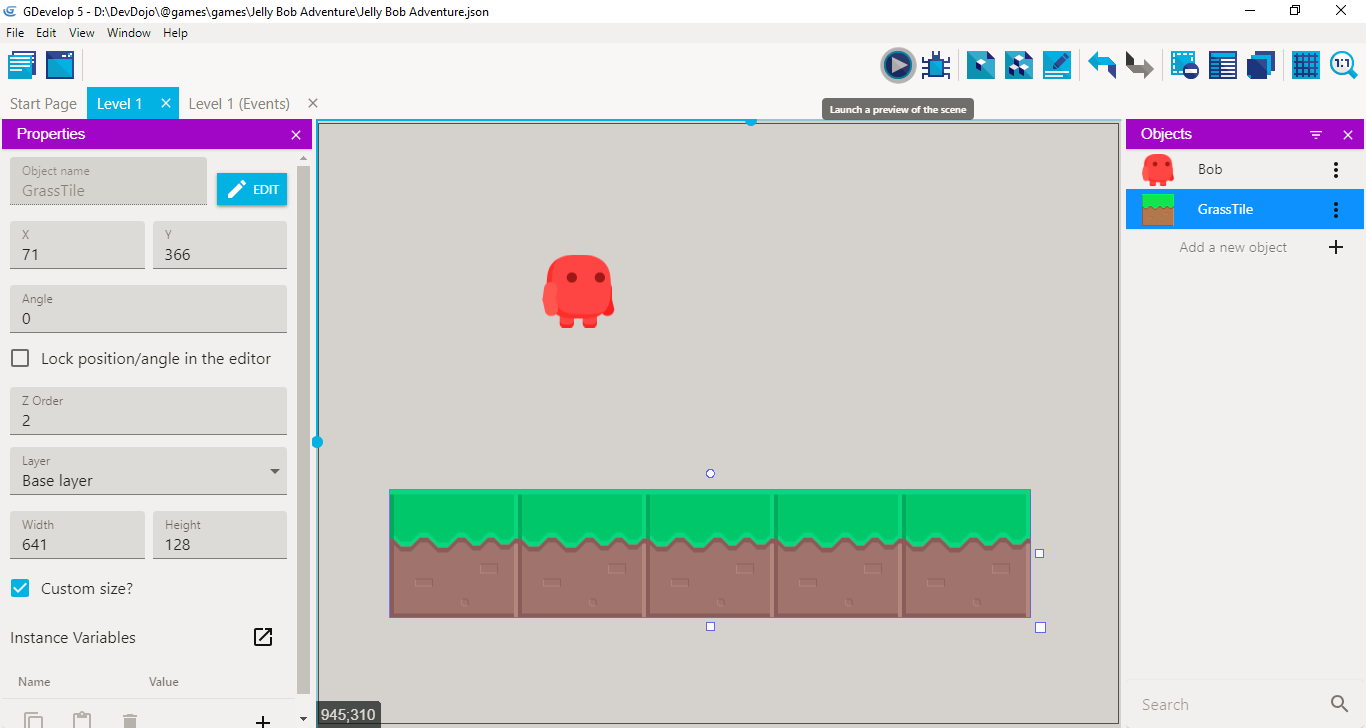 GDevelop 5 - D:\DevDojo\@games\games\Jelly Bob Adventure\Jelly Bob Adventure.json
File Edit View Window Help
1:1
Start Page Level 1 × Level 1 (Events) ×
Launch a preview of the scene
Properties ×
Object name
GrassTile
EDIT
X Y
71 366
Angle
0
Lock position/angle in the editor
Z Order
2
Layer
Base layer
Width Height
641 128
Custom size?
Instance Variables
Name Value
945;310
Objects ×
Bob
GrassTile
Add a new object
Search